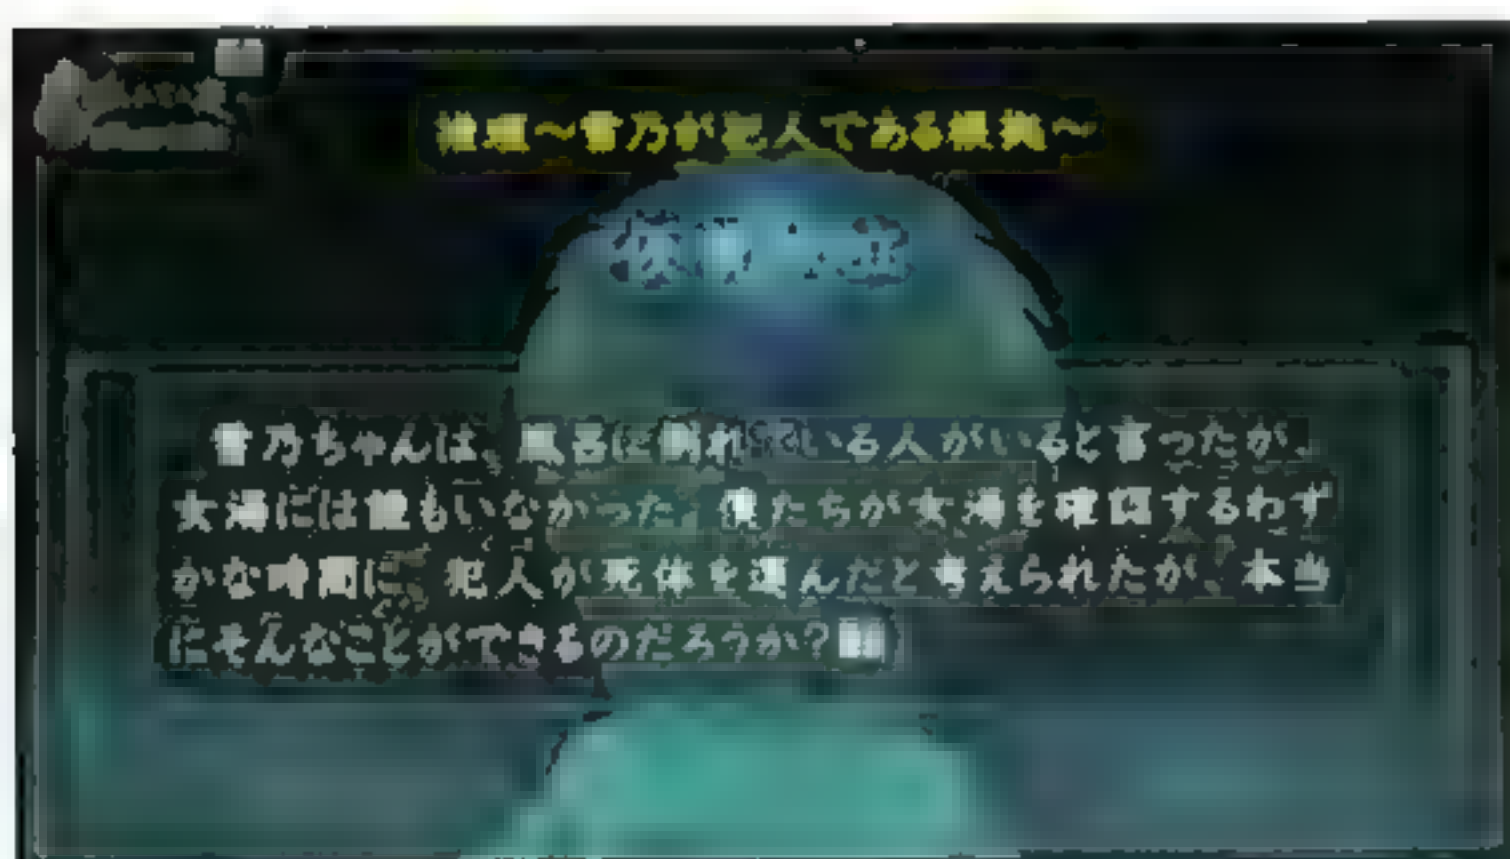 推理～音乃が犯人である根拠～
音乃ちゃんは、風呂に倒れている人がいると言ったが、
女湯には誰もいなかった。僕たちが女湯を確認するわず
かな時間に、犯人が死体を運んだと考えられたが、本当
にそんなことができるのだろうか？